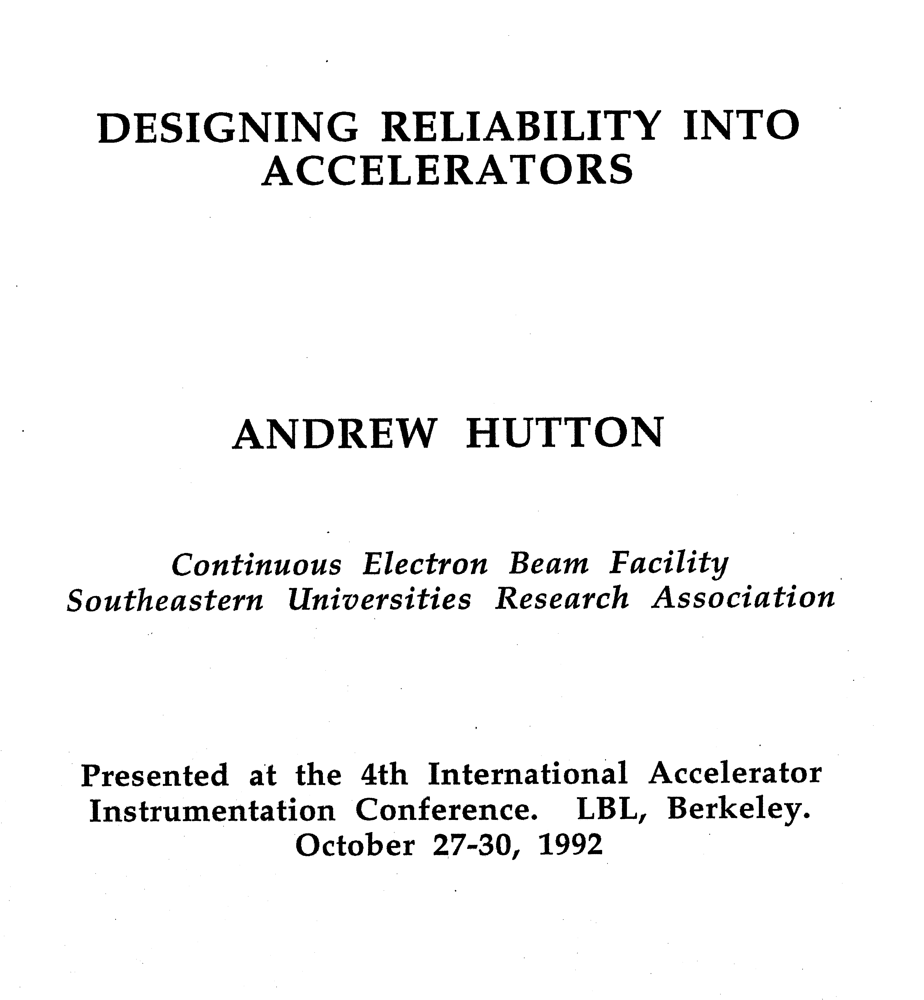 DESIGNING RELIABILITY INTO
ACCELERATORS
ANDREW HUTTON
Continuous Electron Beam Facility
Southeastern Universities Research Association
Presented at the 4th International Accelerator
Instrumentation Conference. LBL, Berkeley.
October 27-30, 1992